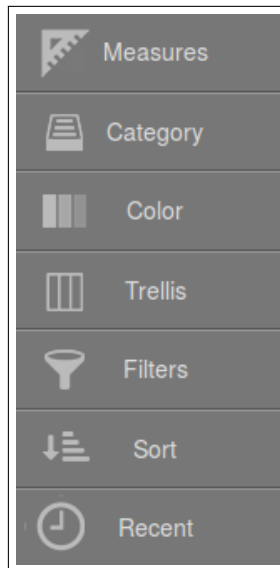 Measures
Category
Color
Trellis
Filters
Sort
Recent